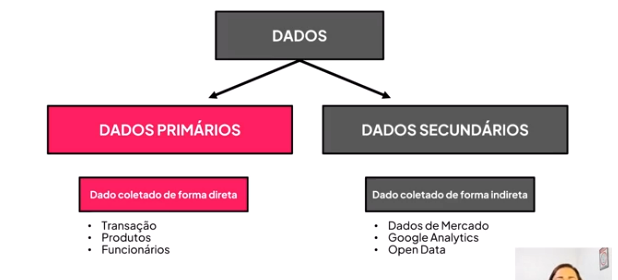 DADOS
DADOS PRIMÁRIOS
DADOS SECUNDÁRIOS
Dado coletado de forma direta
Dado coletado de forma indireta
• Transação
• Produtos
• Funcionários
• Dados de Mercado
• Google Analytics
• Open Data